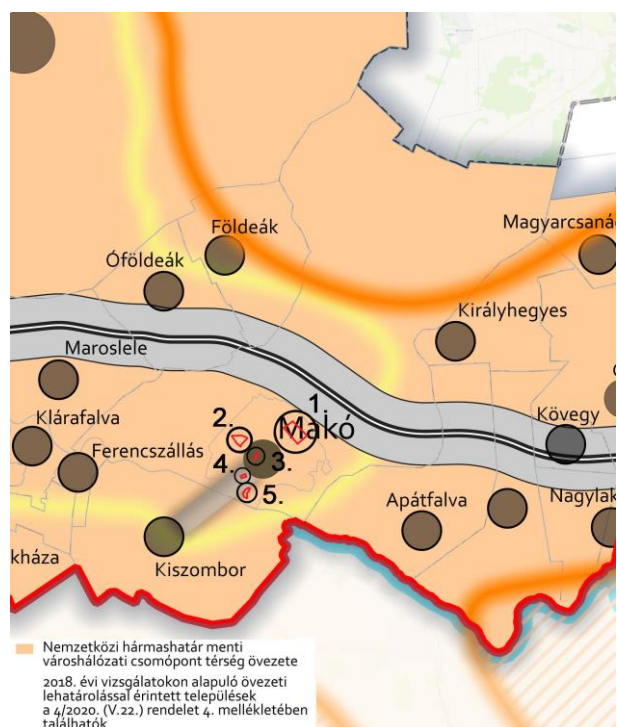 Földeák
Magyarcsaná
Óföldeák
Királyhegyes
Maroslele
1.
Makó
2.
Kövegy
Klárafalva
3.
Ferencszállás
4.
5.
Apátfalva
Nagylak
kháza
Kiszombor
Nemzetközi hármashatár menti
városhálózati csomópont térség övezete
2018. évi vizsgálatokon alapuló övezeti
lehatárolással érintett települések
a 4/2020. (V.22.) rendelet 4. mellékletében
találhatók